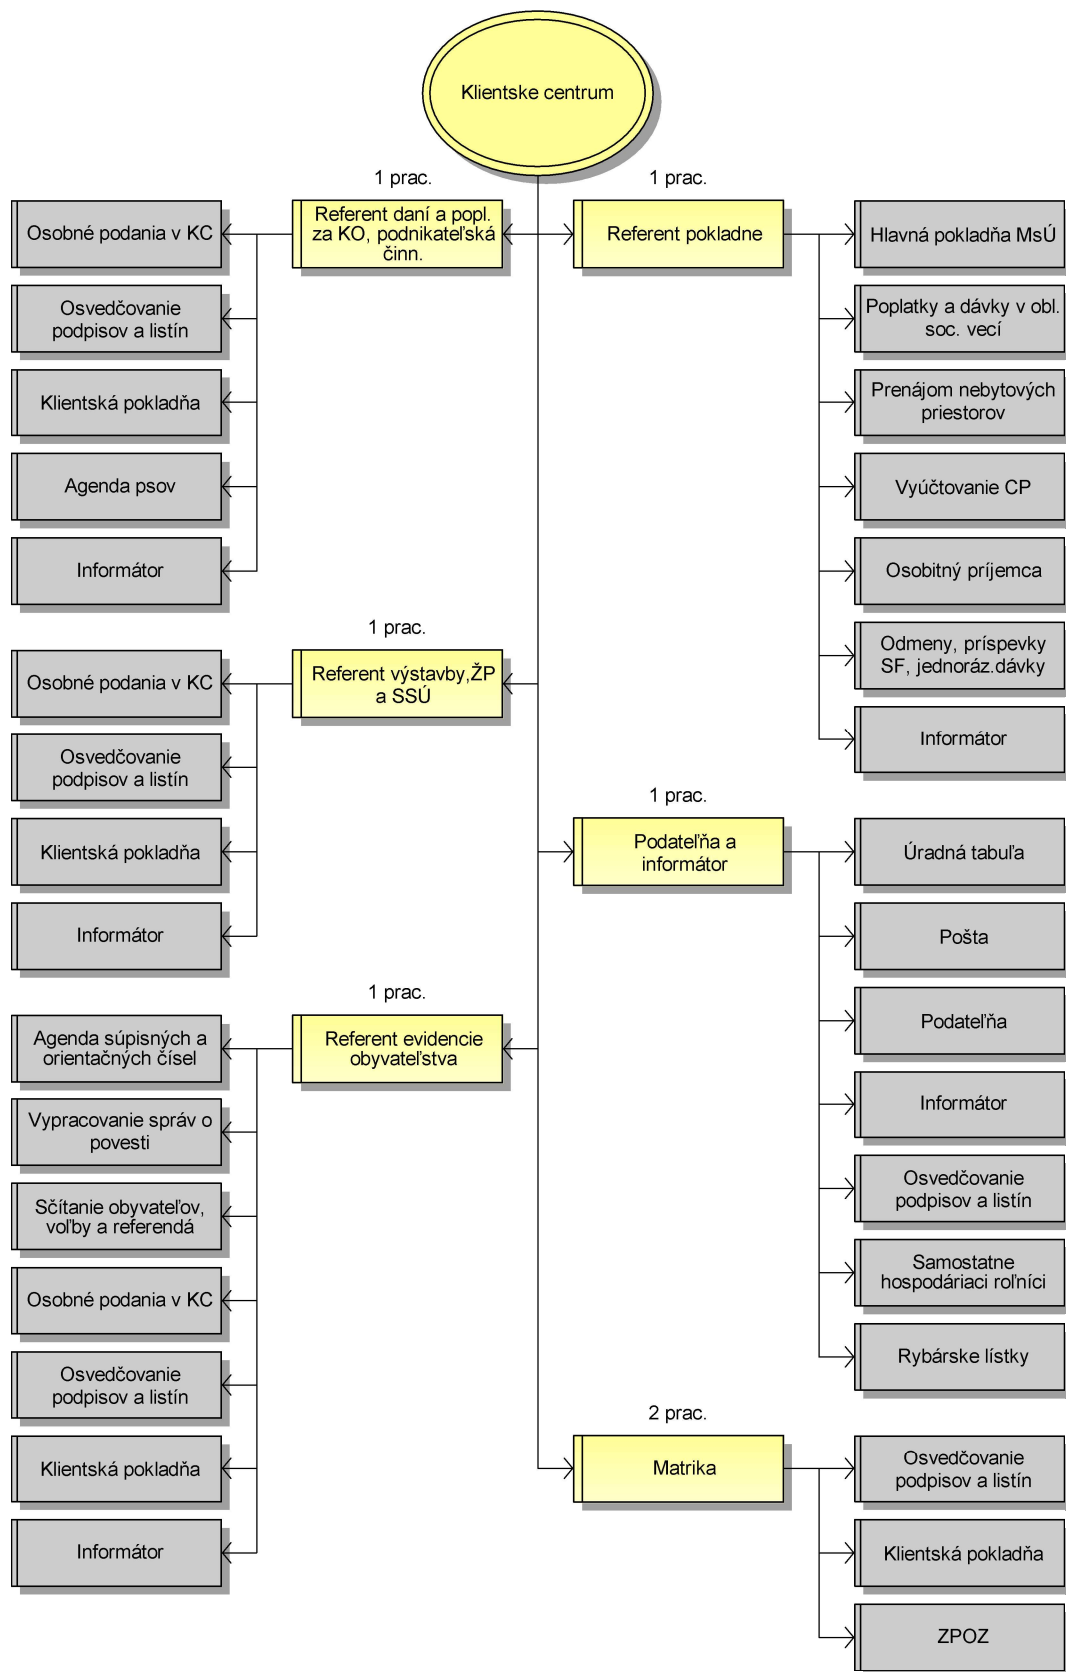 Klientske centrum
1 prac.
Referent daní a popl.
za KO, podnikateľská
činn.
Osobné podania v KC
Osvedčovanie
podpisov a listín
Klientská pokladňa
Agenda psov
Informátor
1 prac.
Referent výstavby,ŽP
a SSÚ
Osobné podania v KC
Osvedčovanie
podpisov a listín
Klientská pokladňa
Informátor
1 prac.
Referent evidencie
obyvateľstva
Agenda súpisných a
orientačných čísel
Vypracovanie správ o
povesti
Sčítanie obyvateľov,
voľby a referendá
Osobné podania v KC
Osvedčovanie
podpisov a listín
Klientská pokladňa
Informátor
1 prac.
Referent pokladne
Hlavná pokladňa MsÚ
Poplatky a dávky v obl.
soc. vecí
Prenájom nebytových
priestorov
Vyúčtovanie CP
Osobitný príjemca
Odmeny, príspevky
SF, jednoráz.dávky
Informátor
1 prac.
Podateľňa a
informátor
Úradná tabuľa
Pošta
Podateľňa
Informátor
Osvedčovanie
podpisov a listín
Samostatne
hospodáriaci roľníci
Rybárske lístky
2 prac.
Matrika
Osvedčovanie
podpisov a listín
Klientská pokladňa
ZPOZ